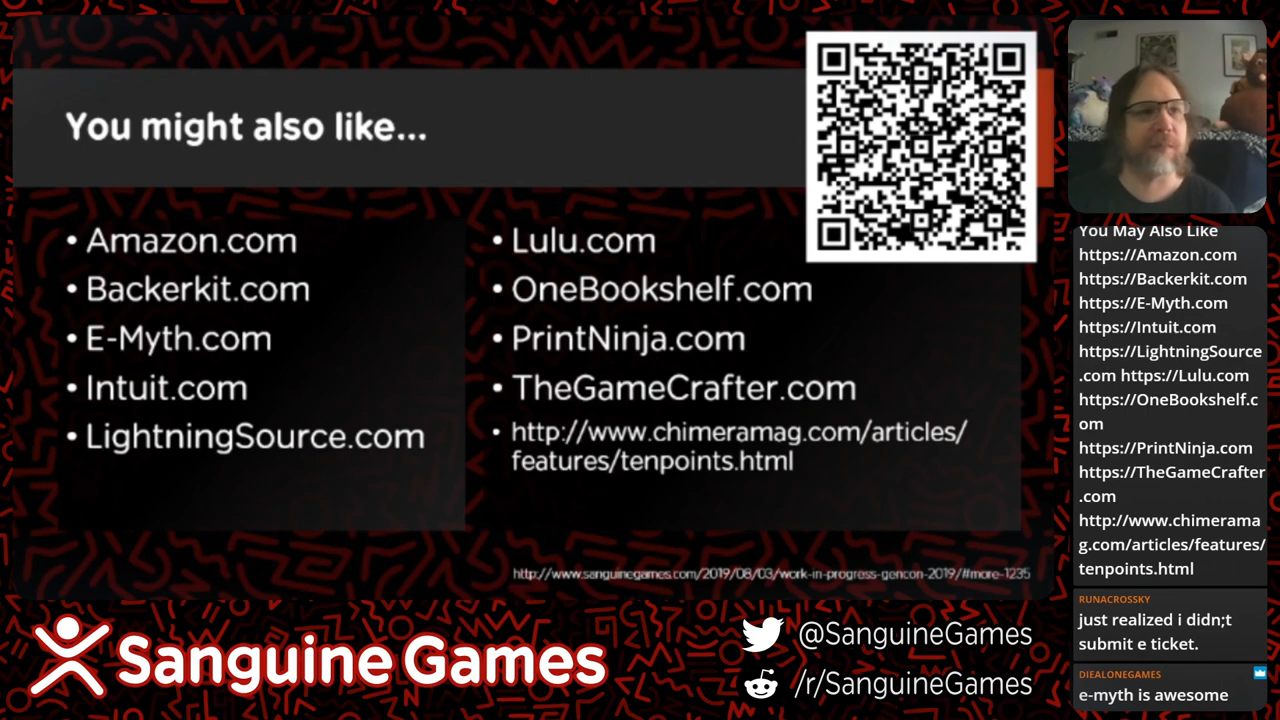 You might also like...
• Amazon.com
• Backerkit.com
• E-Myth.com
• Intuit.com
• LightningSource.com
• Lulu.com
• OneBookshelf.com
• PrintNinja.com
• TheGameCrafter.com
• http://www.chimeramag.com/articles/
features/tenpoints.html
http://www.sanguinegames.com/2019/08/03/work-in-progress-gencon-2019/#more-1235
Sanguine Games
@SanguineGames
/r/SanguineGames
You May Also Like
https://Amazon.com
https://Backerkit.com
https://E-Myth.com
https://Intuit.com
https://LightningSource
.com https://Lulu.com
https://OneBookshelf.c
om
https://PrintNinja.com
https://TheGameCrafter
.com
http://www.chimerama
g.com/articles/features/
tenpoints.html
RUNACROSSKY
just realized i didn;t
submit e ticket.
DIEALONEGAMES
e-myth is awesome